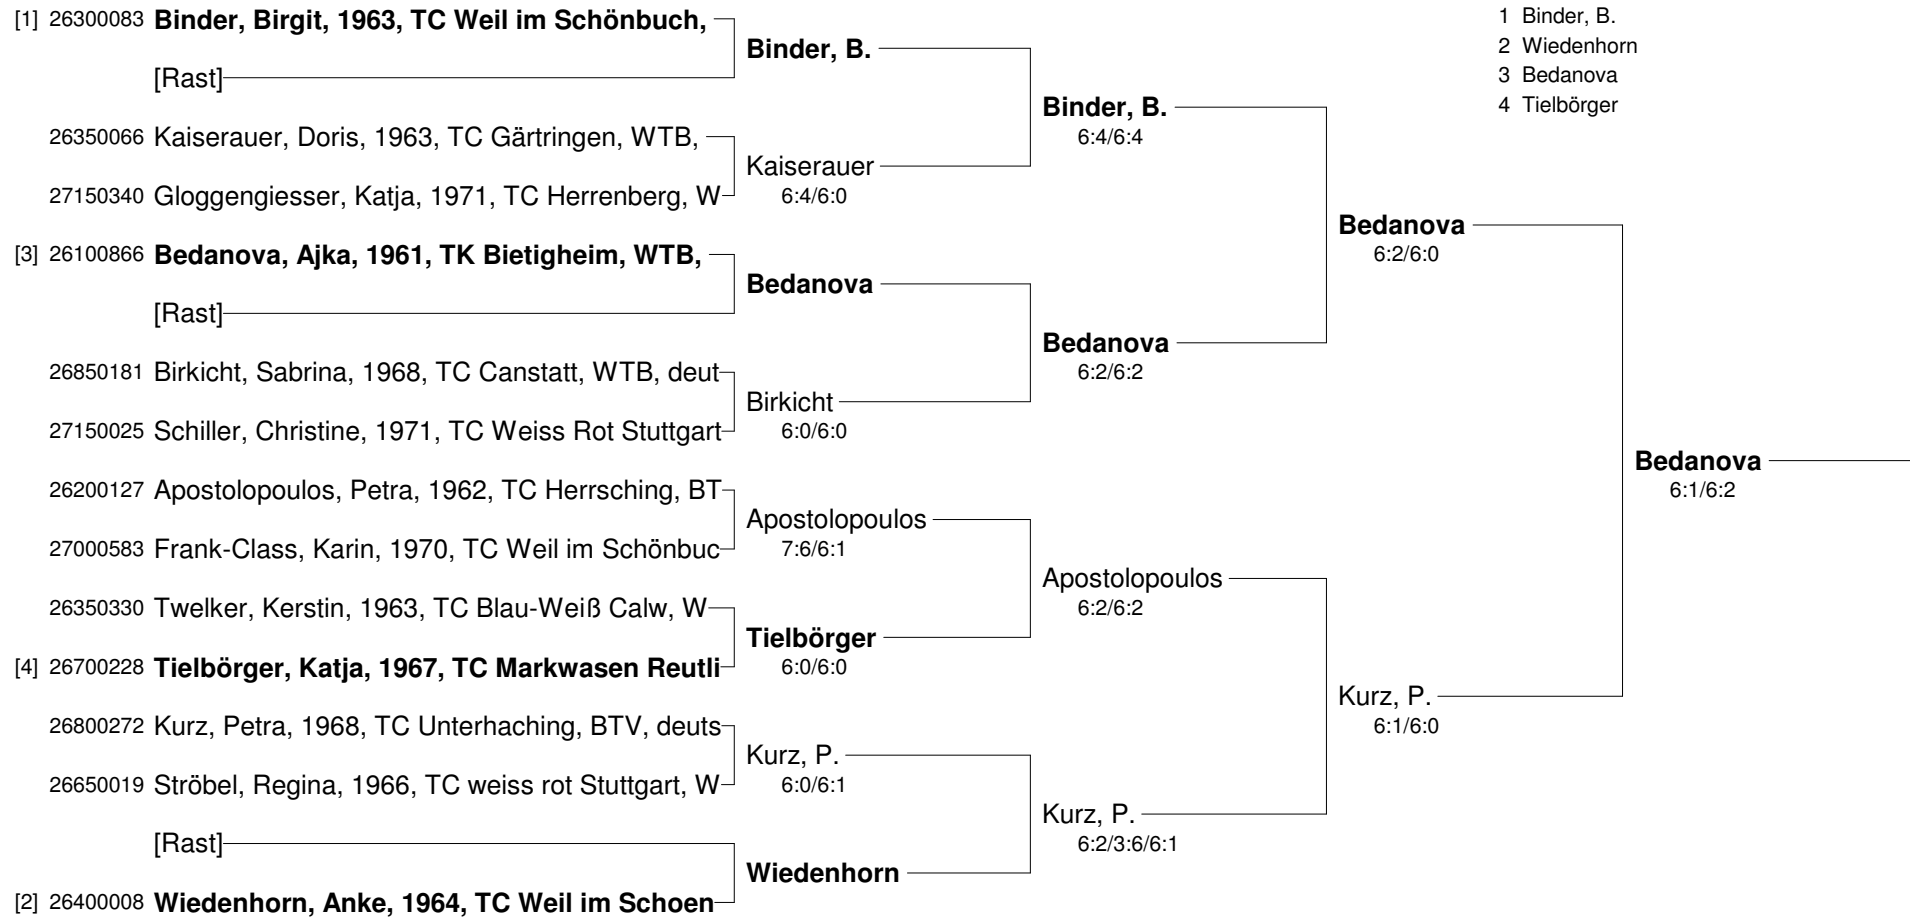 [1] 26300083 Binder, Birgit, 1963, TC Weil im Schönbuch,
1 Binder, B.
2 Wiedenhorn
3 Bedanova
4 Tielbörger
Binder, B.
[Rast]
Binder, B.
6:4/6:4
26350066 Kaiserauer, Doris, 1963, TC Gärtringen, WTB,
Kaiserauer
6:4/6:0
27150340 Gloggengiesser, Katja, 1971, TC Herrenberg, W
Bedanova
6:2/6:0
[3] 26100866 Bedanova, Ajka, 1961, TK Bietigheim, WTB,
Bedanova
[Rast]
Bedanova
6:2/6:2
26850181 Birkicht, Sabrina, 1968, TC Canstatt, WTB, deut
Birkicht
6:0/6:0
27150025 Schiller, Christine, 1971, TC Weiss Rot Stuttgart
Bedanova
6:1/6:2
26200127 Apostolopoulos, Petra, 1962, TC Herrsching, BT
Apostolopoulos
7:6/6:1
27000583 Frank-Class, Karin, 1970, TC Weil im Schönbuc
Apostolopoulos
6:2/6:2
26350330 Twelker, Kerstin, 1963, TC Blau-Weiß Calw, W
Tielbörger
6:0/6:0
[4] 26700228 Tielbörger, Katja, 1967, TC Markwasen Reutli
Kurz, P.
6:1/6:0
26800272 Kurz, Petra, 1968, TC Unterhaching, BTV, deuts
Kurz, P.
6:0/6:1
26650019 Ströbel, Regina, 1966, TC weiss rot Stuttgart, W
Kurz, P.
6:2/3:6/6:1
[Rast]
Wiedenhorn
[2] 26400008 Wiedenhorn, Anke, 1964, TC Weil im Schoen